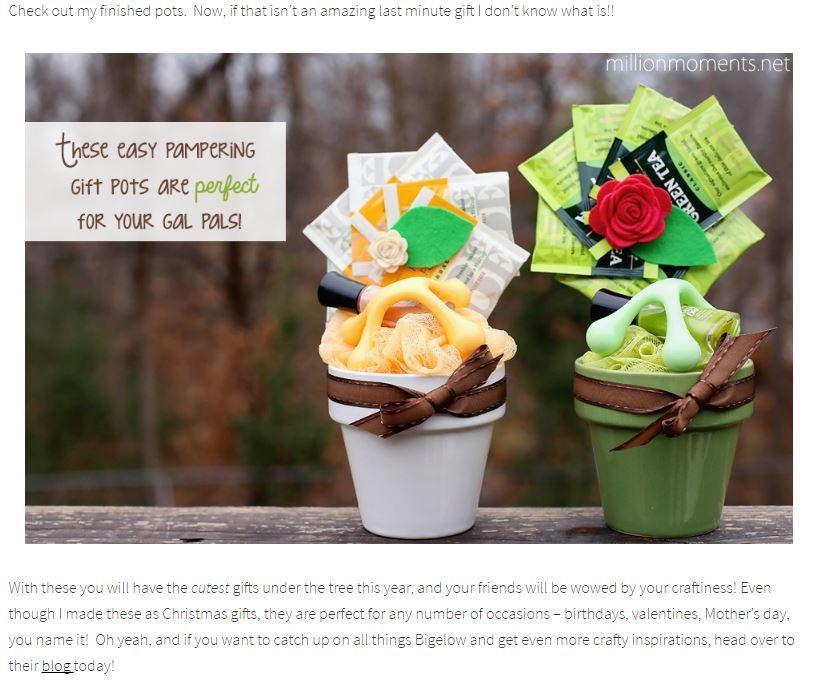 Check out my finished pots. Now, if that isn't an amazing last minute gift I don't know what is!!
millionmoments.net
these easy pampering
gift pots are perfect
for your gal pals!
GREEN TEA
CLASSIC
With these you will have the cutest gifts under the tree this year, and your friends will be wowed by your craftiness! Even
though I made these as Christmas gifts, they are perfect for any number of occasions – birthdays, valentines, Mother's day,
you name it! Oh yeah, and if you want to catch up on all things Bigelow and get even more crafty inspirations, head over to
their blog today!